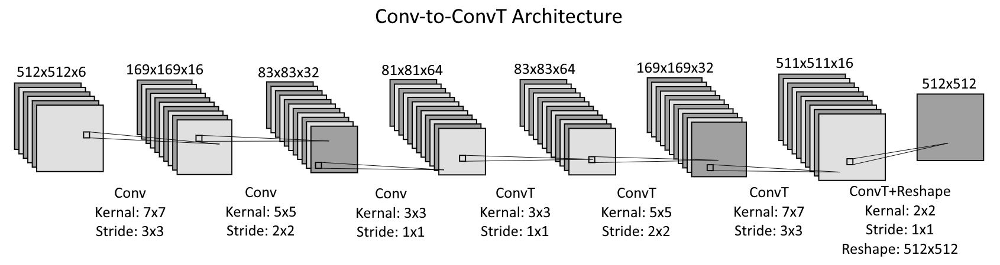 Conv-to-ConvT Architecture
512x512x6
169x169x16
83x83x32
81x81x64
83x83x64
169x169x32
511x511x16
512x512
Conv
Kernal: 7x7
Stride: 3x3
Conv
Kernal: 5x5
Stride: 2x2
Conv
Kernal: 3x3
Stride: 1x1
ConvT
Kernal: 3x3
Stride: 1x1
ConvT
Kernal: 5x5
Stride: 2x2
ConvT
Kernal: 7x7
Stride: 3x3
ConvT+Reshape
Kernal: 2x2
Stride: 1x1
Reshape: 512x512